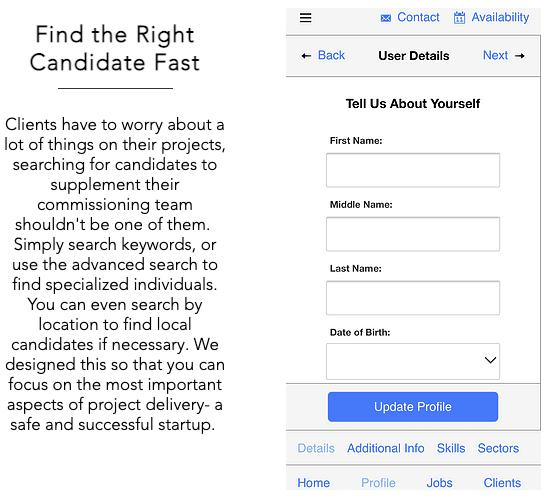 Find the Right
Candidate Fast
Clients have to worry about a
lot of things on their projects,
searching for candidates to
supplement their
commissioning team
shouldn't be one of them.
Simply search keywords, or
use the advanced search to
find specialized individuals.
You can even search by
location to find local
candidates if necessary. We
designed this so that you can
focus on the most important
aspects of project delivery- a
safe and successful startup.
Contact Availability
Back User Details Next
Tell Us About Yourself
First Name:
Middle Name:
Last Name:
Date of Birth:
Update Profile
Details Additional Info Skills Sectors
Home Profile Jobs Clients